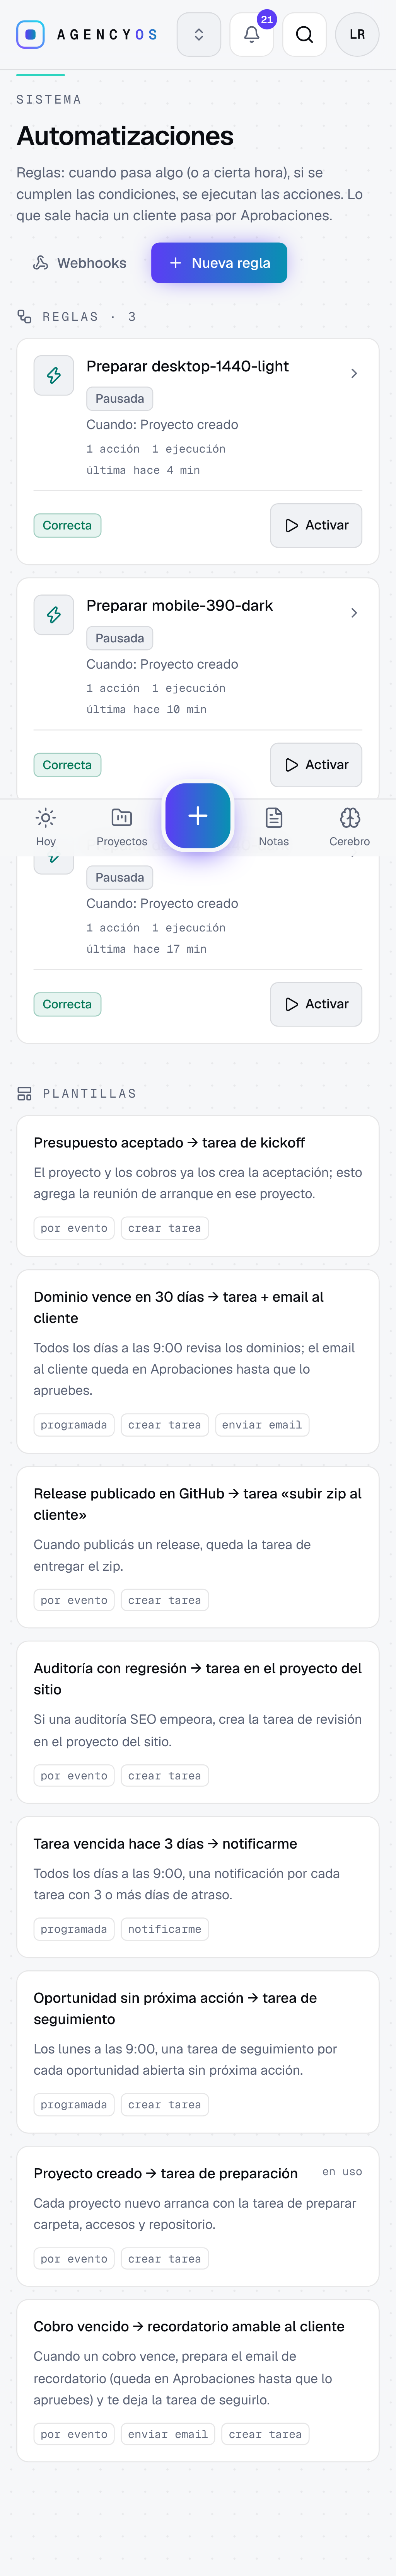 AGENCYOS
21
LR
SISTEMA
Automatizaciones
Reglas: cuando pasa algo (o a cierta hora), si se
cumplen las condiciones, se ejecutan las acciones. Lo
que sale hacia un cliente pasa por Aprobaciones.
Webhooks
Nueva regla
REGLAS · 3
Preparar desktop-1440-light
Pausada
Cuando: Proyecto creado
1 acción 1 ejecución
última hace 4 min
Correcta
Activar
Preparar mobile-390-dark
Pausada
Cuando: Proyecto creado
1 acción 1 ejecución
última hace 10 min
Correcta
Activar
Hoy
Proyectos
Notas
Cerebro
Pausada
Cuando: Proyecto creado
1 acción 1 ejecución
última hace 17 min
Correcta
Activar
PLANTILLAS
Presupuesto aceptado → tarea de kickoff
El proyecto y los cobros ya los crea la aceptación; esto
agrega la reunión de arranque en ese proyecto.
por evento crear tarea
Dominio vence en 30 días → tarea + email al
cliente
Todos los días a las 9:00 revisa los dominios; el email
al cliente queda en Aprobaciones hasta que lo
apruebes.
programada crear tarea enviar email
Release publicado en GitHub → tarea «subir zip al
cliente»
Cuando publicás un release, queda la tarea de
entregar el zip.
por evento crear tarea
Auditoría con regresión → tarea en el proyecto del
sitio
Si una auditoría SEO empeora, crea la tarea de revisión
en el proyecto del sitio.
por evento crear tarea
Tarea vencida hace 3 días → notificarme
Todos los días a las 9:00, una notificación por cada
tarea con 3 o más días de atraso.
programada notificarme
Oportunidad sin próxima acción → tarea de
seguimiento
Los lunes a las 9:00, una tarea de seguimiento por
cada oportunidad abierta sin próxima acción.
programada crear tarea
Proyecto creado → tarea de preparación en uso
Cada proyecto nuevo arranca con la tarea de preparar
carpeta, accesos y repositorio.
por evento crear tarea
Cobro vencido → recordatorio amable al cliente
Cuando un cobro vence, prepara el email de
recordatorio (queda en Aprobaciones hasta que lo
apruebes) y te deja la tarea de seguirlo.
por evento enviar email crear tarea